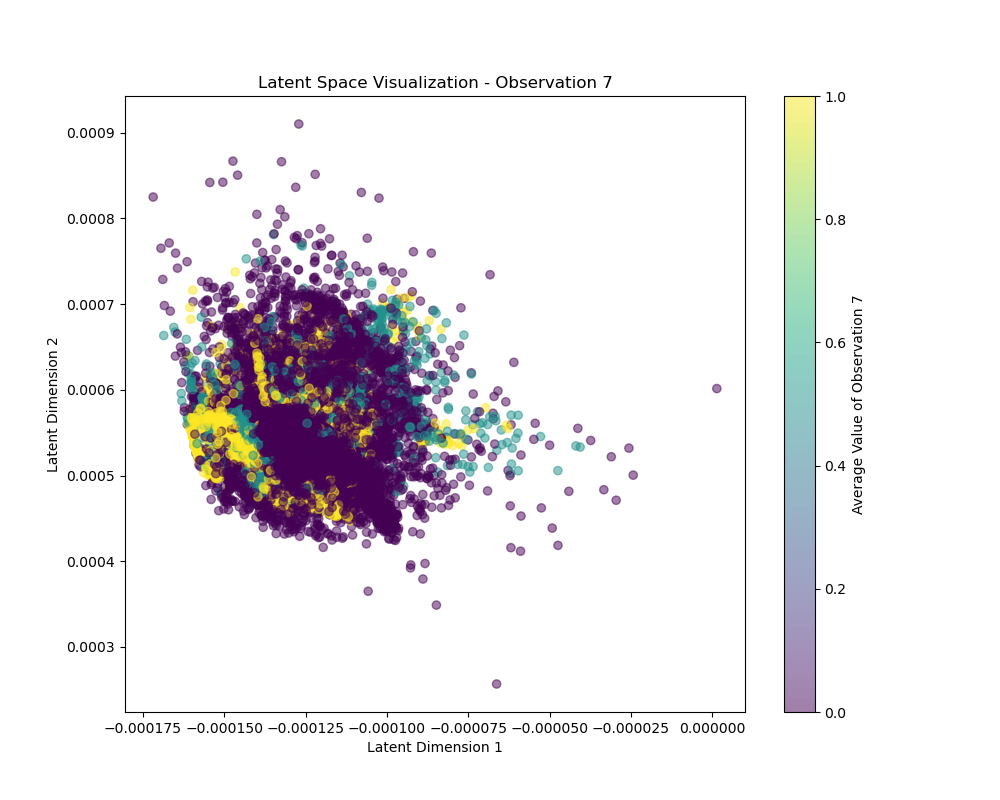 Latent Space Visualization - Observation 7
0.0009
0.0008
0.0007
0.0006
0.0005
0.0004
0.0003
Latent Dimension 2
−0.000175 −0.000150 −0.000125 −0.000100 −0.000075 −0.000050 −0.000025 0.000000
Latent Dimension 1
1.0
0.8
0.6
0.4
0.2
0.0
Average Value of Observation 7